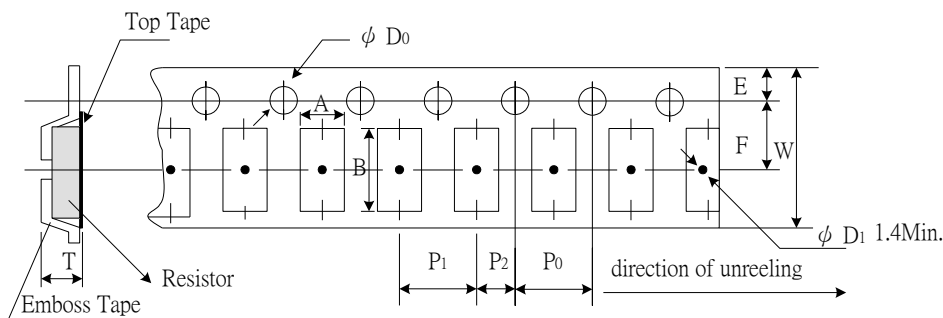 Top Tape
ϕ D0
A
E
F
W
B
ϕ D1 1.4Min.
T
Resistor
P1
P2
P0
direction of unreeling
Emboss Tape